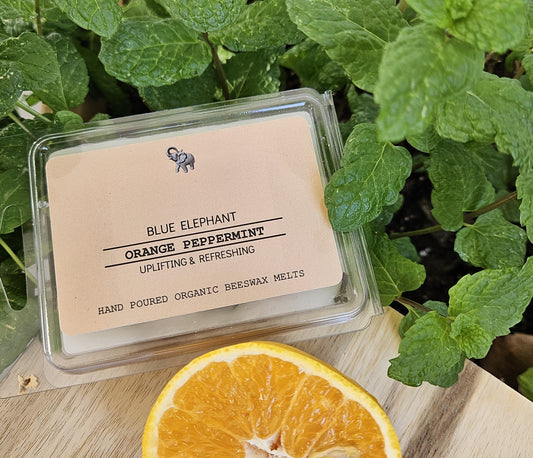 BLUE ELEPHANT
ORANGE PEPPERMINT
UPLIFTING & REFRESHING
HAND POURED ORGANIC BEESWAX MELTS